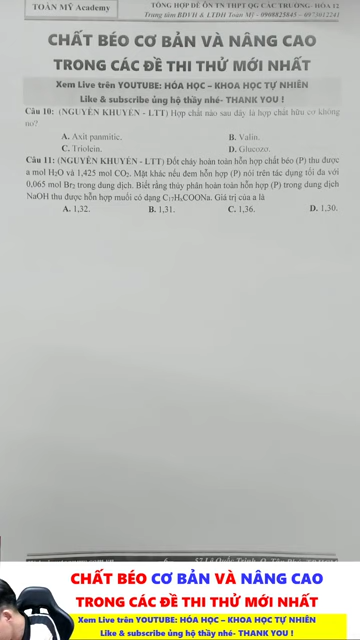 TOÁN MỸ Academy
TỔNG HỢP ĐỀ ÔN TN THPT QG CÁC TRƯỜNG- HÓA 12
Trung tâm BDVH & LTĐH Toán Mỹ - 0908825845 - 0973012241
CHẤT BÉO CƠ BẢN VÀ NÂNG CAO
TRONG CÁC ĐỀ THI THỬ MỚI NHẤT
Xem Live trên YOUTUBE: HÓA HỌC – KHOA HỌC TỰ NHIÊN
Like & subscribe ủng hộ thầy nhé- THANK YOU !
Câu 10: (NGUYỄN KHUYẾN - LTT) Hợp chất nào sau đây là hợp chất hữu cơ không
no?
A. Axit panmitic.
B. Valin.
C. Triolein.
D. Glucozơ.
Câu 11: (NGUYỄN KHUYẾN - LTT) Đốt cháy hoàn toàn hỗn hợp chất béo (P) thu được
a mol H₂O và 1,425 mol CO₂. Mặt khác nếu đem hỗn hợp (P) nói trên tác dụng tối đa với
0,065 mol Br₂ trong dung dịch. Biết rằng thủy phân hoàn toàn hỗn hợp (P) trong dung dịch
NaOH thu được hỗn hợp muối có dạng C₁₇HₓCOONa. Giá trị của a là
A. 1,32.
B. 1,31.
C. 1,36.
D. 1,30.
CHẤT BÉO CƠ BẢN VÀ NÂNG CAO
TRONG CÁC ĐỀ THI THỬ MỚI NHẤT
Xem Live trên YOUTUBE: HÓA HỌC – KHOA HỌC TỰ NHIÊN
Like & subscribe ủng hộ thầy nhé- THANK YOU !